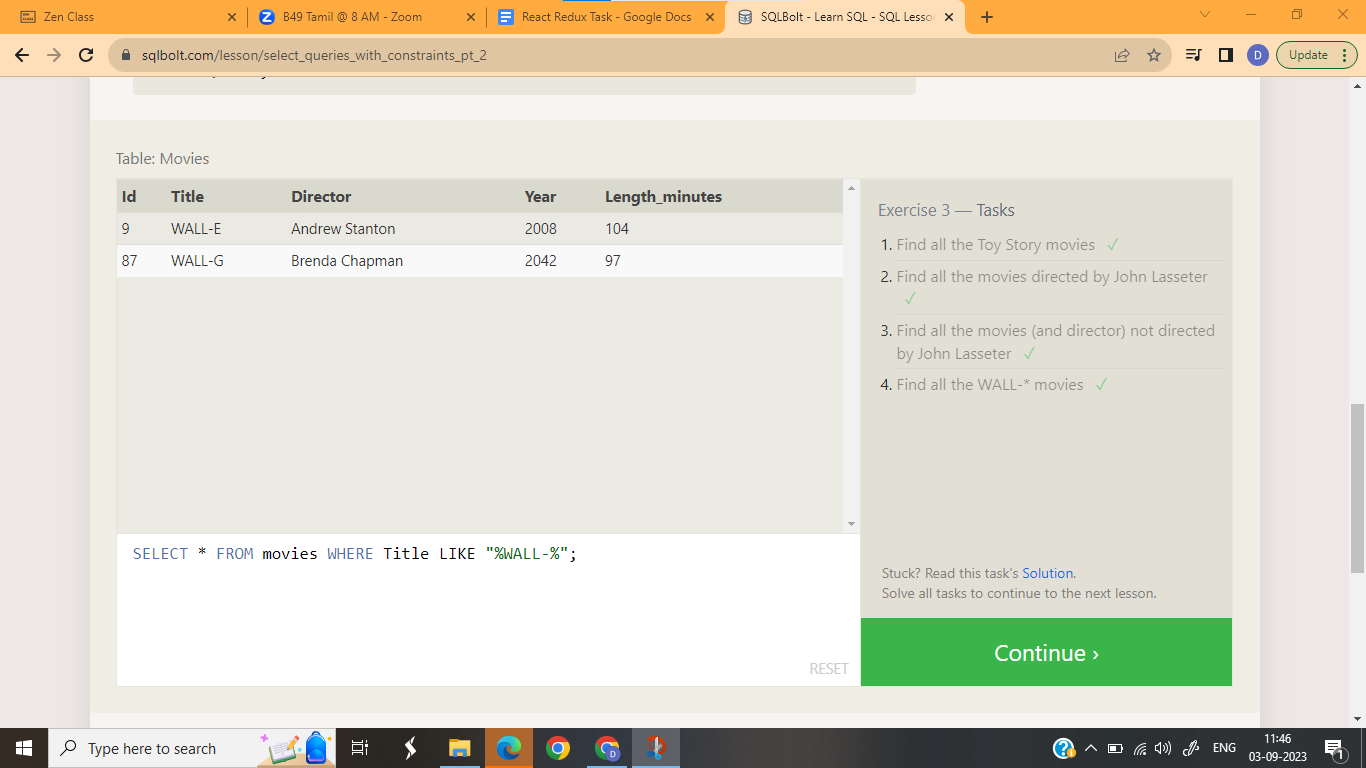 Zen Class
B49 Tamil @ 8 AM - Zoom
React Redux Task - Google Docs
SQLBolt - Learn SQL - SQL Lesso
sqlbolt.com/lesson/select_queries_with_constraints_pt_2
D
Update
Table: Movies
Id Title Director Year Length_minutes
9 WALL-E Andrew Stanton 2008 104
87 WALL-G Brenda Chapman 2042 97
SELECT * FROM movies WHERE Title LIKE "%WALL-%";
RESET
Exercise 3 — Tasks
1. Find all the Toy Story movies ✓
2. Find all the movies directed by John Lasseter
✓
3. Find all the movies (and director) not directed
by John Lasseter ✓
4. Find all the WALL-* movies ✓
Stuck? Read this task's Solution.
Solve all tasks to continue to the next lesson.
Continue ›
Type here to search
D
ENG
11:46
03-09-2023
1